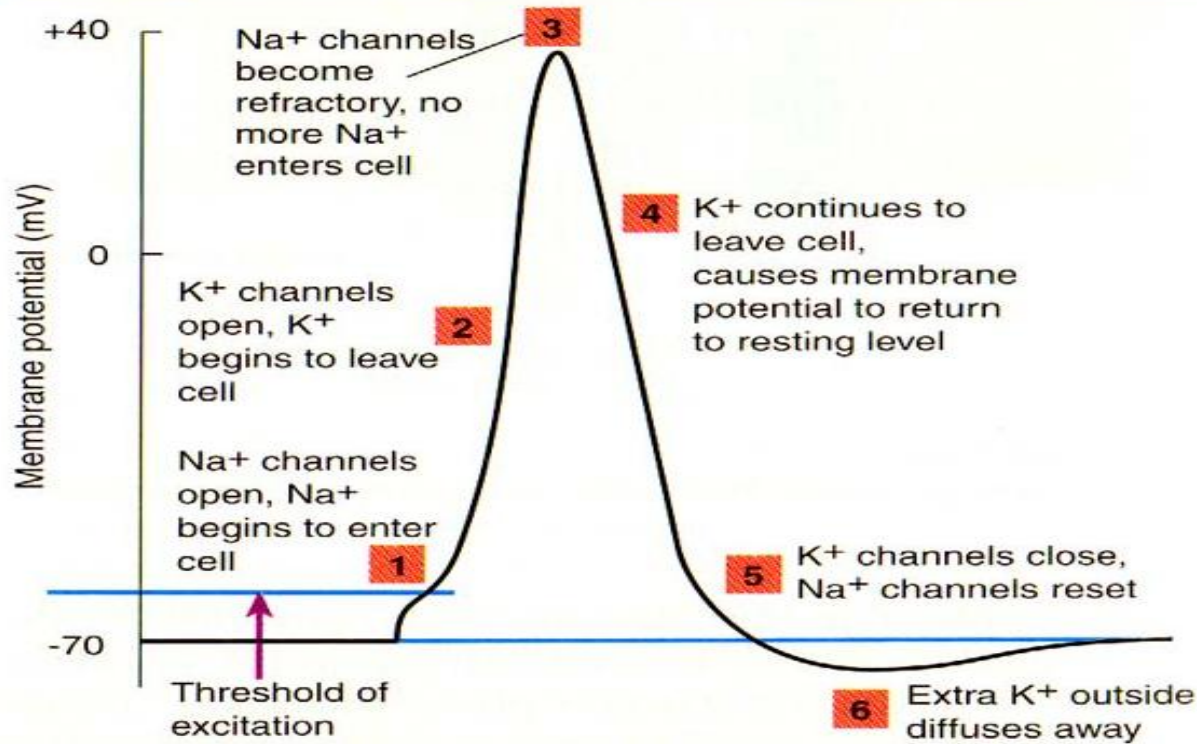 +40
Na+ channels
become
refractory, no
more Na+
enters cell
3
Membrane potential (mV)
0
4
K+ continues to
leave cell,
causes membrane
potential to return
to resting level
K+ channels
open, K+
begins to leave
cell
2
Na+ channels
open, Na+
begins to enter
cell
1
5
K+ channels close,
Na+ channels reset
-70
Threshold of
excitation
6
Extra K+ outside
diffuses away